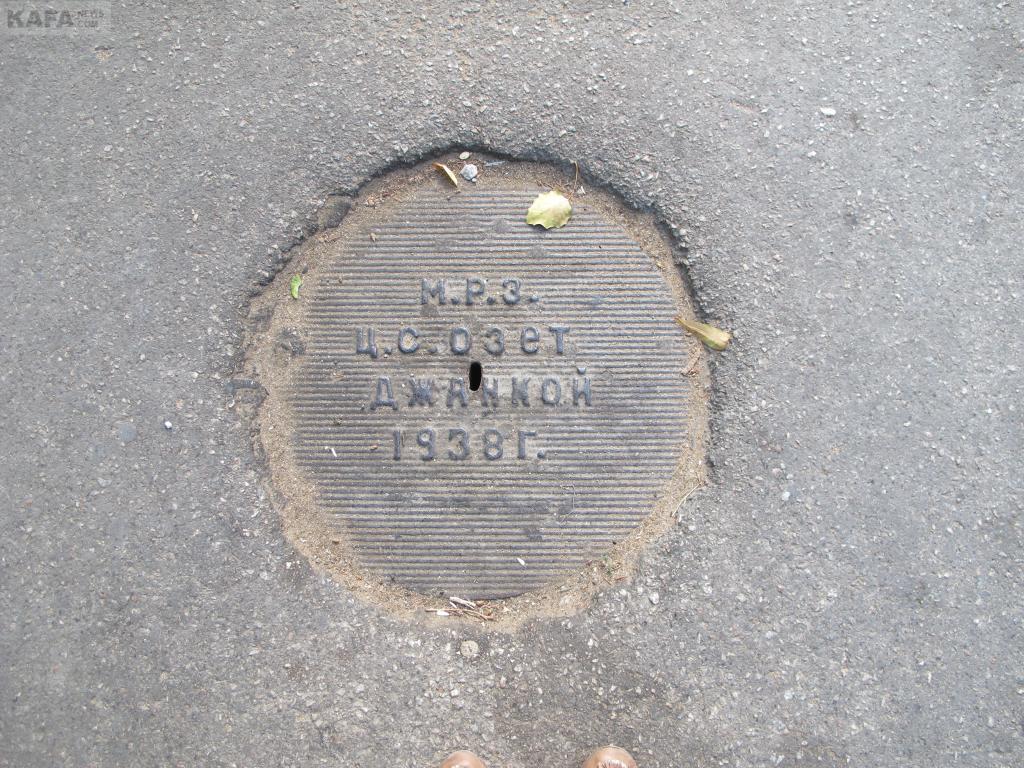 KAFA
М.Р.З.
Ц.С.ОЗЕТ
ДЖАНКОЙ
1938Г.